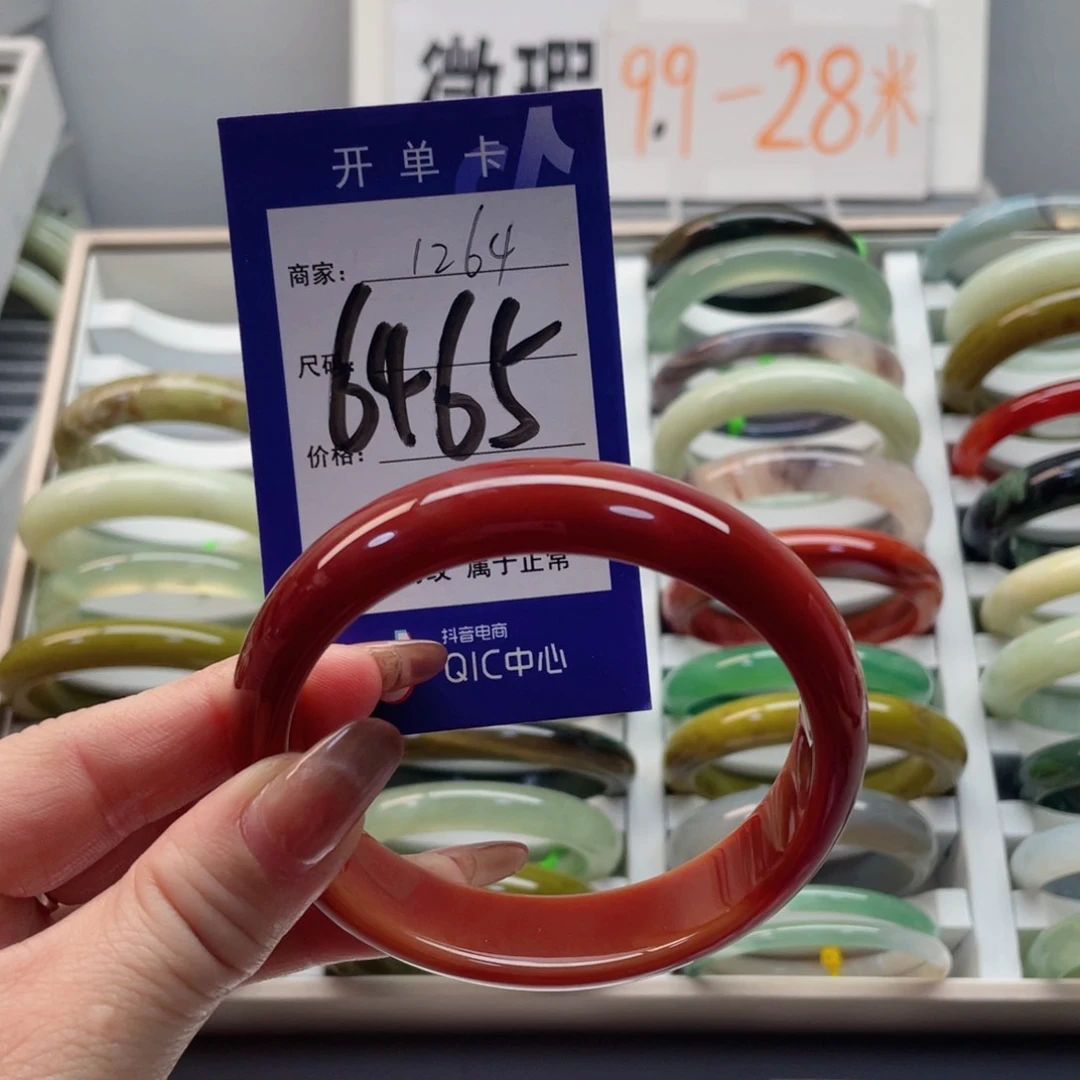 微瑕
9.9-28米
开单卡
商家: 1264
尺码:
6465
价格:
属于正常
抖音电商
QIC中心